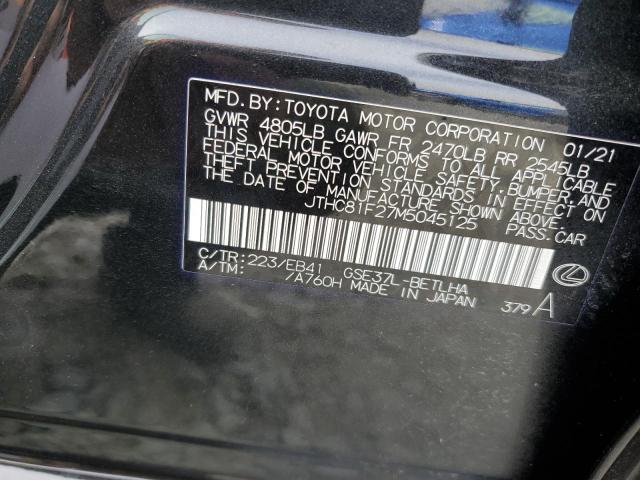 MFD. BY: TOYOTA MOTOR CORPORATION 01/21
GVWR 4805LB GAWR FR 2470LB RR 2545LB
THIS VEHICLE CONFORMS TO ALL APPLICABLE
FEDERAL MOTOR VEHICLE SAFETY, BUMPER, AND
THEFT PREVENTION STANDARDS IN EFFECT ON
THE DATE OF MANUFACTURE SHOWN ABOVE.
JTHC81F27M5045125 PASS. CAR
C/TR: 223/EB41 GSE37L-BETLHA
A/TM: /A760H MADE IN JAPAN 379 A